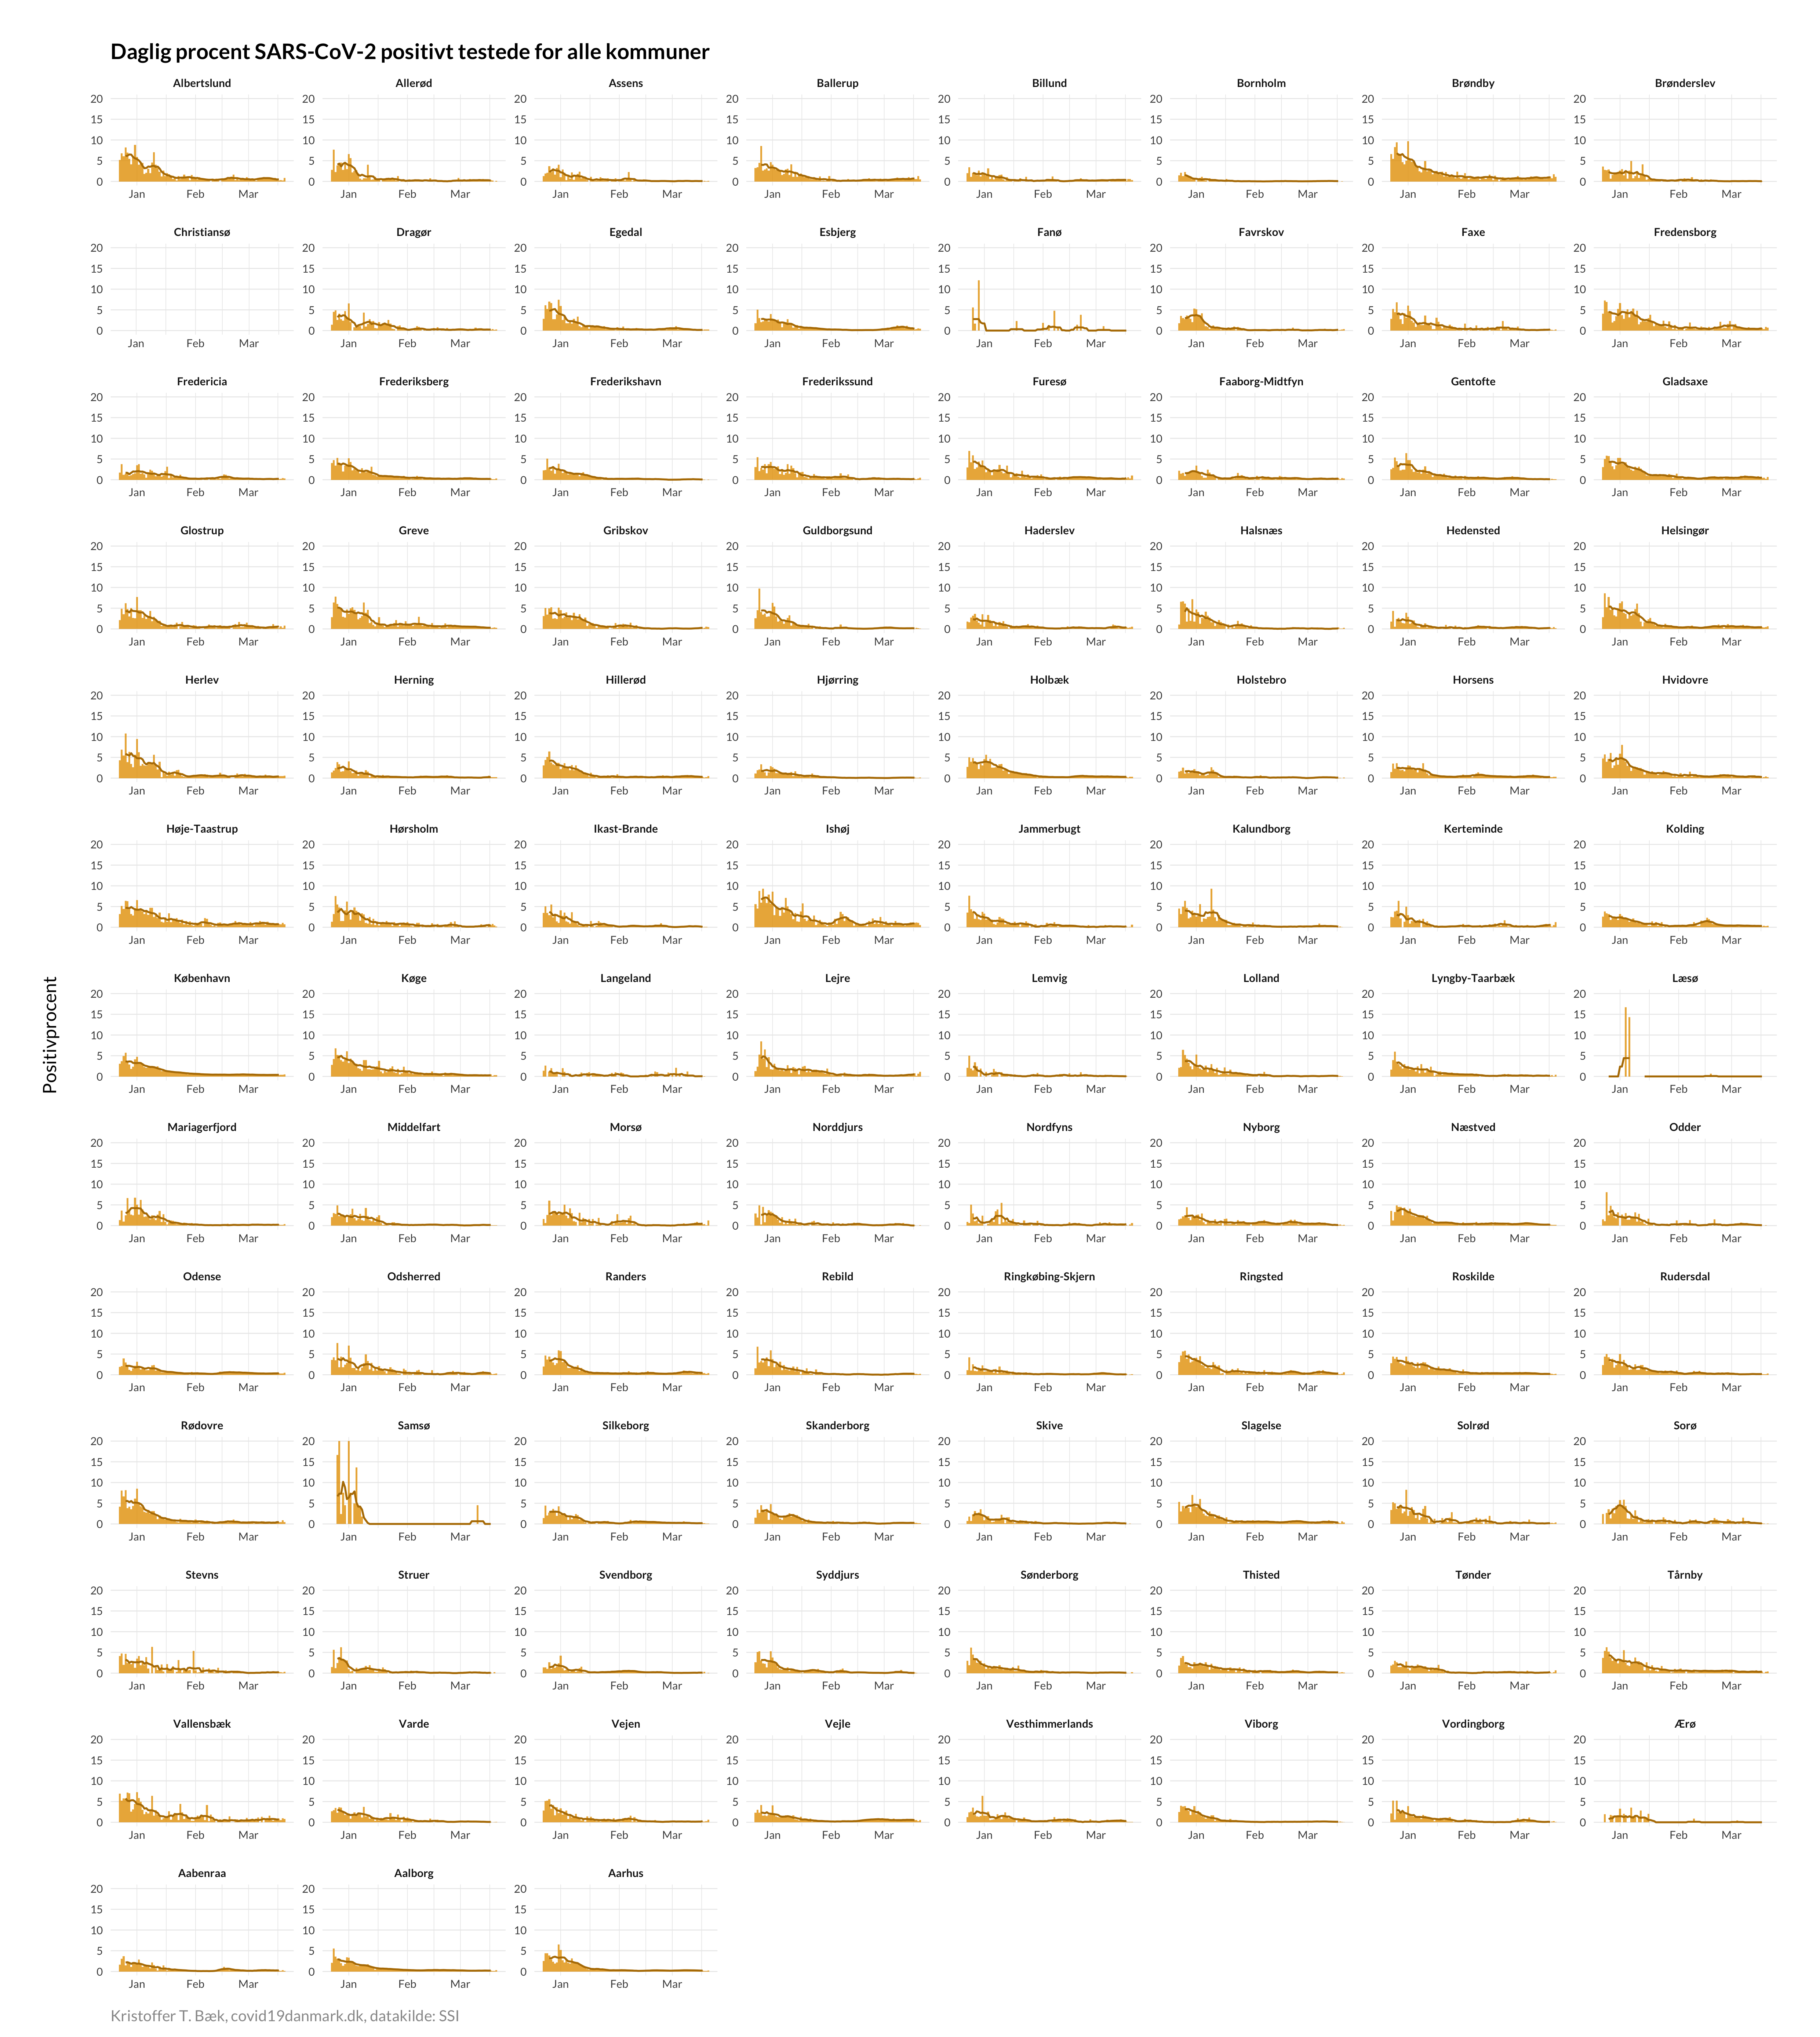 Daglig procent SARS-CoV-2 positivt testede for alle kommuner
Albertslund Allerød Assens Ballerup Billund Bornholm Brøndby Brønderslev
20 20 20 20 20 20 20 20
15 15 15 15 15 15 15 15
10 10 10 10 10 10 10 10
5 5 5 5 5 5 5 5
0 0 0 0 0 0 0 0
Jan Feb Mar Jan Feb Mar Jan Feb Mar Jan Feb Mar Jan Feb Mar Jan Feb Mar Jan Feb Mar Jan Feb Mar
Christiansø Dragør Egedal Esbjerg Fanø Favrskov Faxe Fredensborg
20 20 20 20 20 20 20 20
15 15 15 15 15 15 15 15
10 10 10 10 10 10 10 10
5 5 5 5 5 5 5 5
0 0 0 0 0 0 0 0
Jan Feb Mar Jan Feb Mar Jan Feb Mar Jan Feb Mar Jan Feb Mar Jan Feb Mar Jan Feb Mar Jan Feb Mar
Fredericia Frederiksberg Frederikshavn Frederikssund Furesø Faaborg-Midtfyn Gentofte Gladsaxe
20 20 20 20 20 20 20 20
15 15 15 15 15 15 15 15
10 10 10 10 10 10 10 10
5 5 5 5 5 5 5 5
0 0 0 0 0 0 0 0
Jan Feb Mar Jan Feb Mar Jan Feb Mar Jan Feb Mar Jan Feb Mar Jan Feb Mar Jan Feb Mar Jan Feb Mar
Glostrup Greve Gribskov Guldborgsund Haderslev Halsnæs Hedensted Helsingør
20 20 20 20 20 20 20 20
15 15 15 15 15 15 15 15
10 10 10 10 10 10 10 10
5 5 5 5 5 5 5 5
0 0 0 0 0 0 0 0
Jan Feb Mar Jan Feb Mar Jan Feb Mar Jan Feb Mar Jan Feb Mar Jan Feb Mar Jan Feb Mar Jan Feb Mar
Herlev Herning Hillerød Hjørring Holbæk Holstebro Horsens Hvidovre
20 20 20 20 20 20 20 20
15 15 15 15 15 15 15 15
10 10 10 10 10 10 10 10
5 5 5 5 5 5 5 5
0 0 0 0 0 0 0 0
Jan Feb Mar Jan Feb Mar Jan Feb Mar Jan Feb Mar Jan Feb Mar Jan Feb Mar Jan Feb Mar Jan Feb Mar
Høje-Taastrup Hørsholm Ikast-Brande Ishøj Jammerbugt Kalundborg Kerteminde Kolding
20 20 20 20 20 20 20 20
15 15 15 15 15 15 15 15
10 10 10 10 10 10 10 10
5 5 5 5 5 5 5 5
0 0 0 0 0 0 0 0
Jan Feb Mar Jan Feb Mar Jan Feb Mar Jan Feb Mar Jan Feb Mar Jan Feb Mar Jan Feb Mar Jan Feb Mar
Positivprocent
København Køge Langeland Lejre Lemvig Lolland Lyngby-Taarbæk Læsø
20 20 20 20 20 20 20 20
15 15 15 15 15 15 15 15
10 10 10 10 10 10 10 10
5 5 5 5 5 5 5 5
0 0 0 0 0 0 0 0
Jan Feb Mar Jan Feb Mar Jan Feb Mar Jan Feb Mar Jan Feb Mar Jan Feb Mar Jan Feb Mar Jan Feb Mar
Mariagerfjord Middelfart Morsø Norddjurs Nordfyns Nyborg Næstved Odder
20 20 20 20 20 20 20 20
15 15 15 15 15 15 15 15
10 10 10 10 10 10 10 10
5 5 5 5 5 5 5 5
0 0 0 0 0 0 0 0
Jan Feb Mar Jan Feb Mar Jan Feb Mar Jan Feb Mar Jan Feb Mar Jan Feb Mar Jan Feb Mar Jan Feb Mar
Odense Odsherred Randers Rebild Ringkøbing-Skjern Ringsted Roskilde Rudersdal
20 20 20 20 20 20 20 20
15 15 15 15 15 15 15 15
10 10 10 10 10 10 10 10
5 5 5 5 5 5 5 5
0 0 0 0 0 0 0 0
Jan Feb Mar Jan Feb Mar Jan Feb Mar Jan Feb Mar Jan Feb Mar Jan Feb Mar Jan Feb Mar Jan Feb Mar
Rødovre Samsø Silkeborg Skanderborg Skive Slagelse Solrød Sorø
20 20 20 20 20 20 20 20
15 15 15 15 15 15 15 15
10 10 10 10 10 10 10 10
5 5 5 5 5 5 5 5
0 0 0 0 0 0 0 0
Jan Feb Mar Jan Feb Mar Jan Feb Mar Jan Feb Mar Jan Feb Mar Jan Feb Mar Jan Feb Mar Jan Feb Mar
Stevns Struer Svendborg Syddjurs Sønderborg Thisted Tønder Tårnby
20 20 20 20 20 20 20 20
15 15 15 15 15 15 15 15
10 10 10 10 10 10 10 10
5 5 5 5 5 5 5 5
0 0 0 0 0 0 0 0
Jan Feb Mar Jan Feb Mar Jan Feb Mar Jan Feb Mar Jan Feb Mar Jan Feb Mar Jan Feb Mar Jan Feb Mar
Vallensbæk Varde Vejen Vejle Vesthimmerlands Viborg Vordingborg Ærø
20 20 20 20 20 20 20 20
15 15 15 15 15 15 15 15
10 10 10 10 10 10 10 10
5 5 5 5 5 5 5 5
0 0 0 0 0 0 0 0
Jan Feb Mar Jan Feb Mar Jan Feb Mar Jan Feb Mar Jan Feb Mar Jan Feb Mar Jan Feb Mar Jan Feb Mar
Aabenraa Aalborg Aarhus
20 20 20
15 15 15
10 10 10
5 5 5
0 0 0
Jan Feb Mar Jan Feb Mar Jan Feb Mar
Kristoffer T. Bæk, covid19danmark.dk, datakilde: SSI